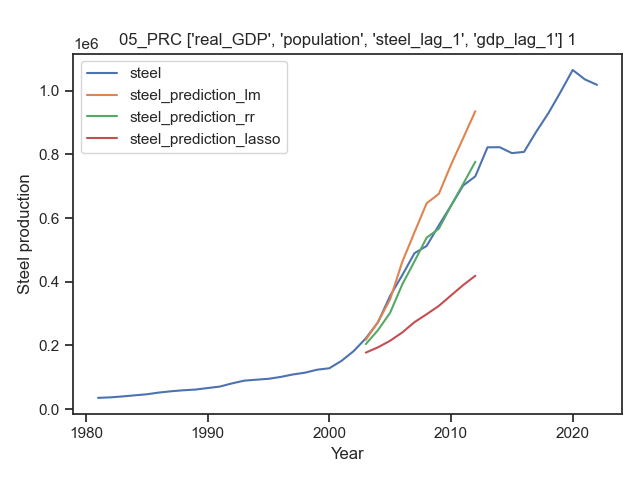 05_PRC ['real_GDP', 'population', 'steel_lag_1', 'gdp_lag_1'] 1
1e6
steel
steel_prediction_lm
steel_prediction_rr
steel_prediction_lasso
1.0
0.8
0.6
0.4
0.2
0.0
Steel production
1980
1990
2000
2010
2020
Year